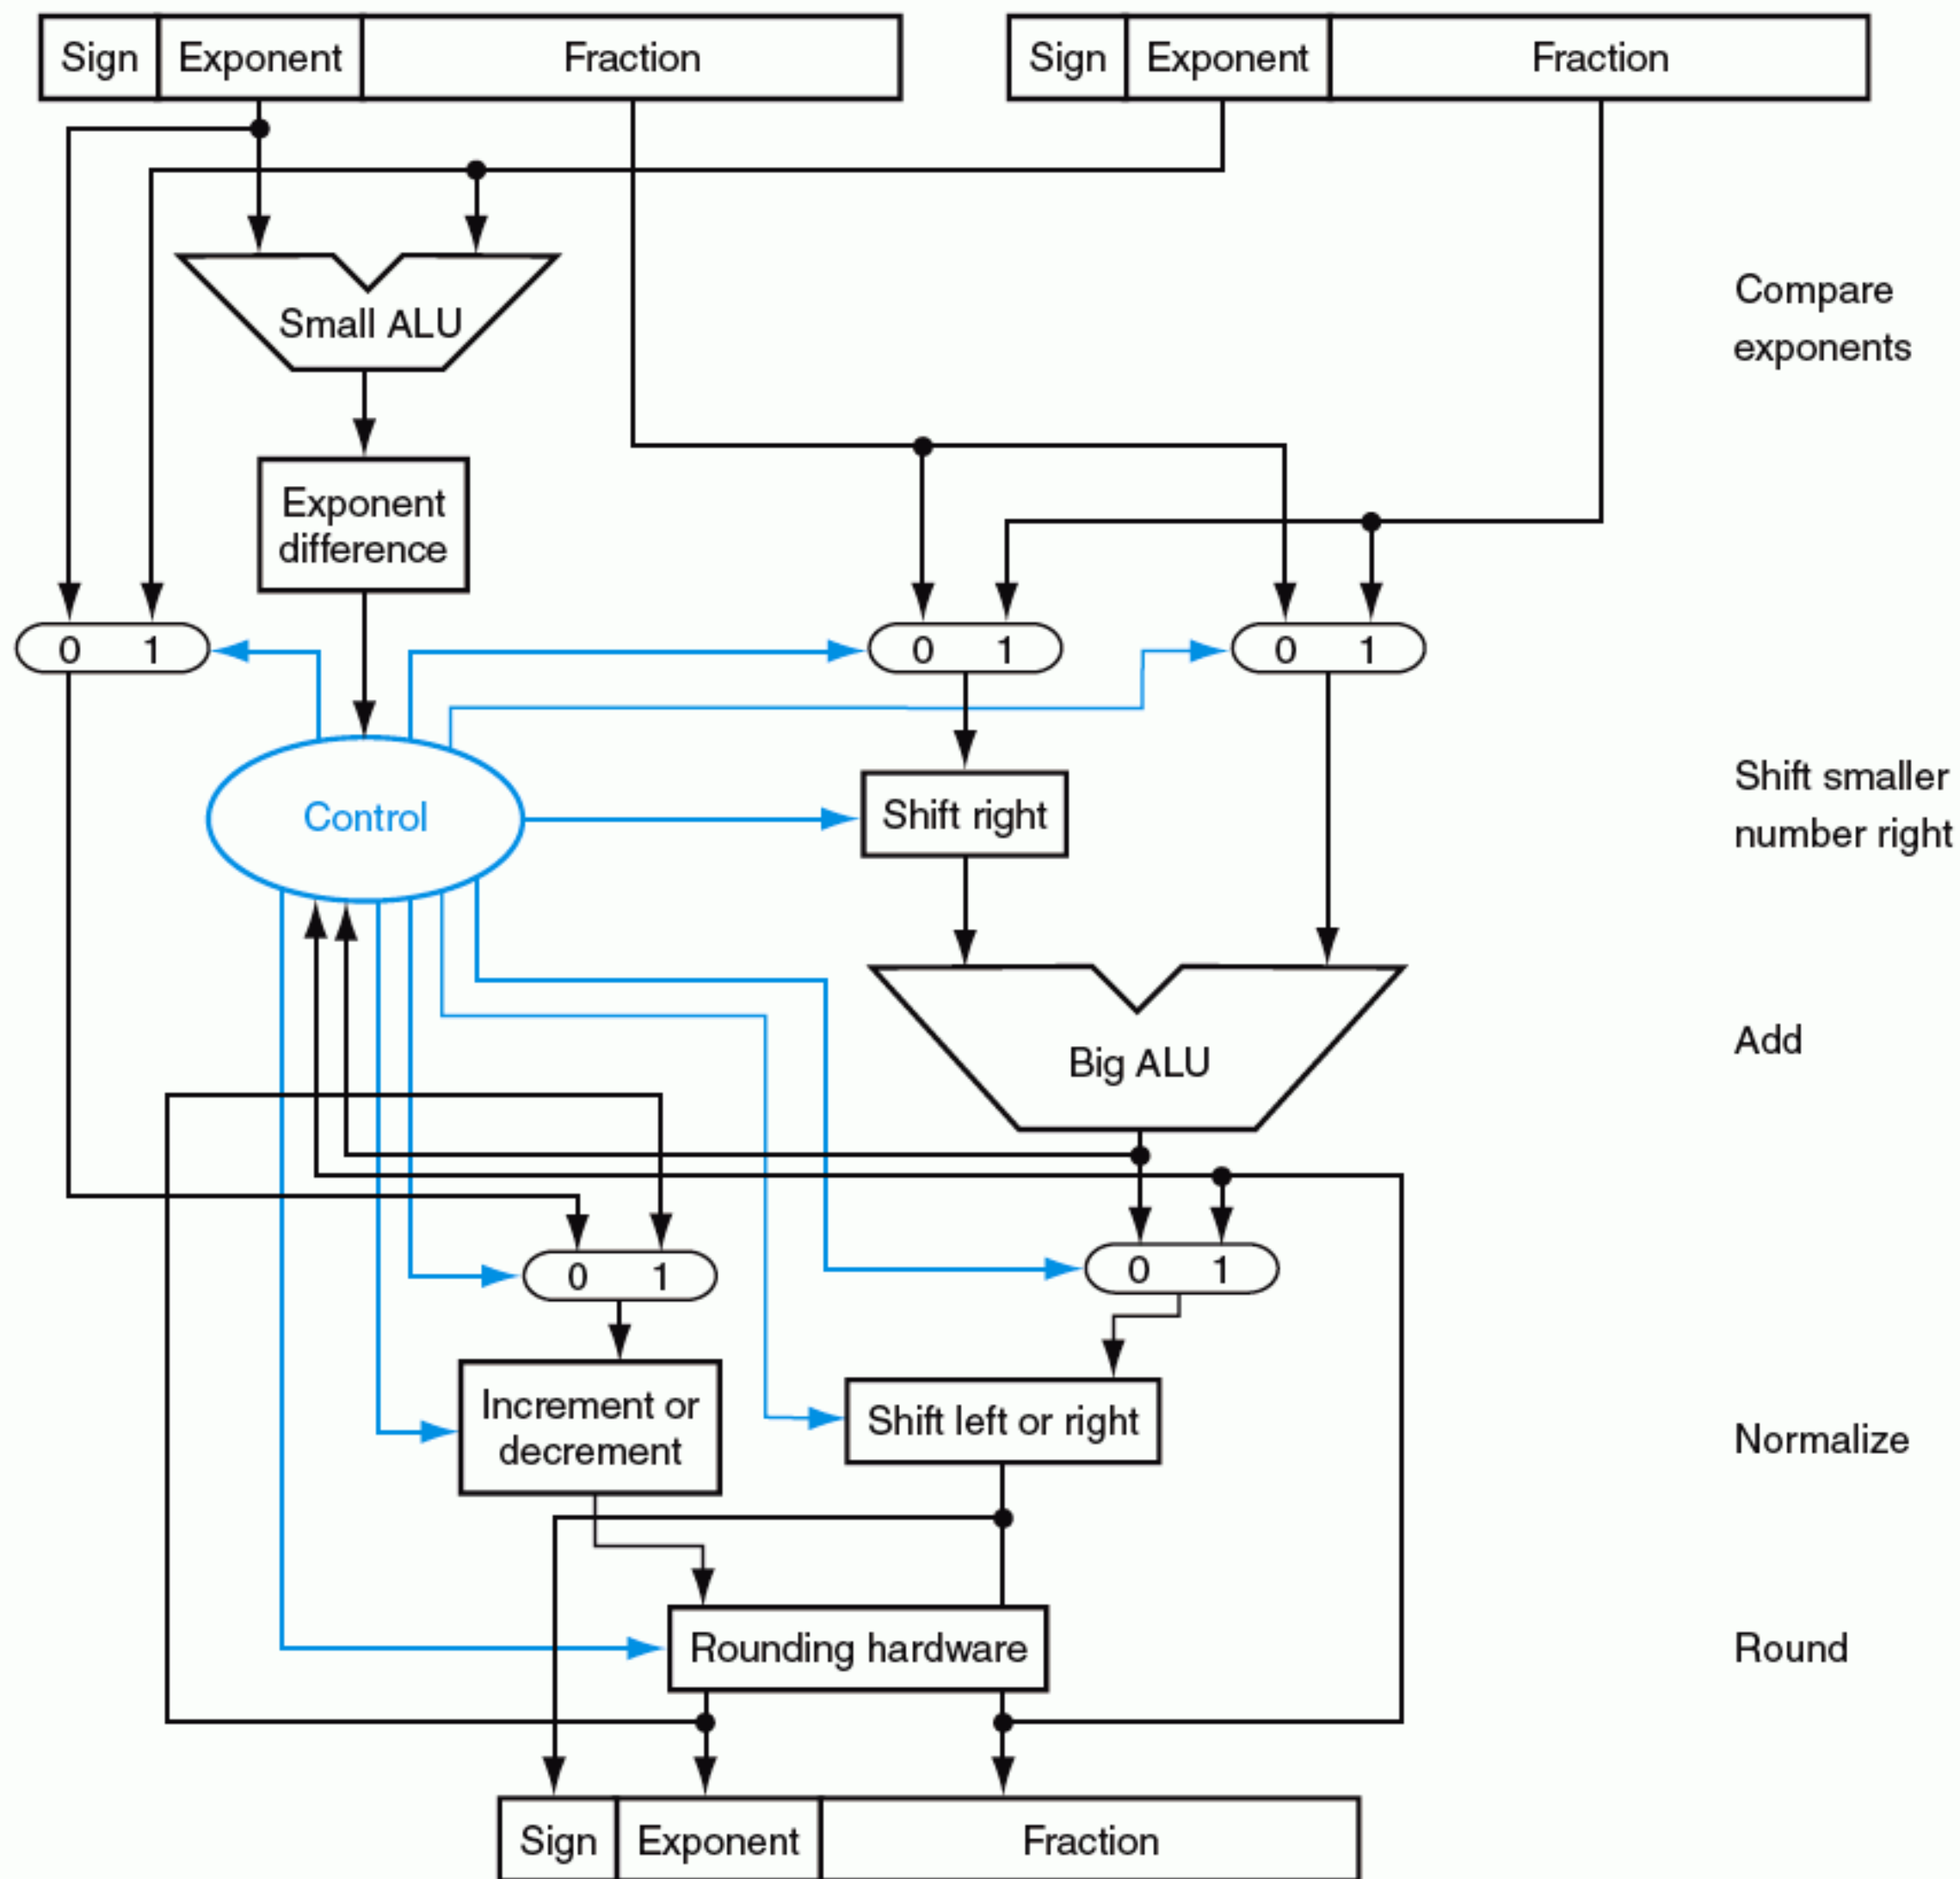 Sign Exponent Fraction
Sign Exponent Fraction
Small ALU
Compare
exponents
Exponent
difference
0 1
0 1
0 1
Control
Shift right
Shift smaller
number right
Big ALU
Add
0 1
0 1
Increment or
decrement
Shift left or right
Normalize
Rounding hardware
Round
Sign Exponent Fraction